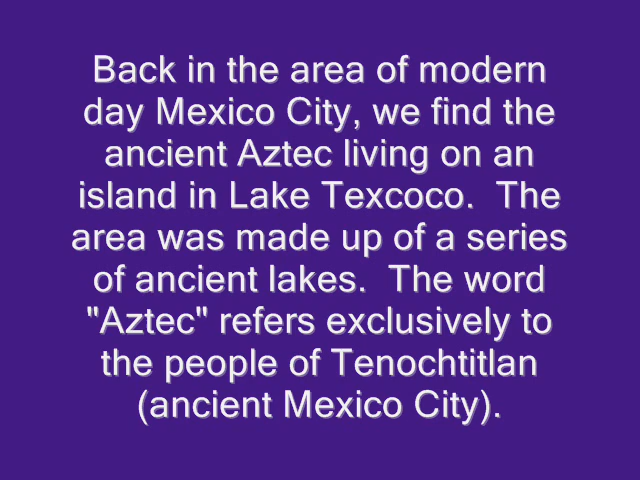 Back in the area of modern
day Mexico City, we find the
ancient Aztec living on an
island in Lake Texcoco.  The
area was made up of a series
of ancient lakes.  The word
"Aztec" refers exclusively to
the people of Tenochtitlan
(ancient Mexico City).